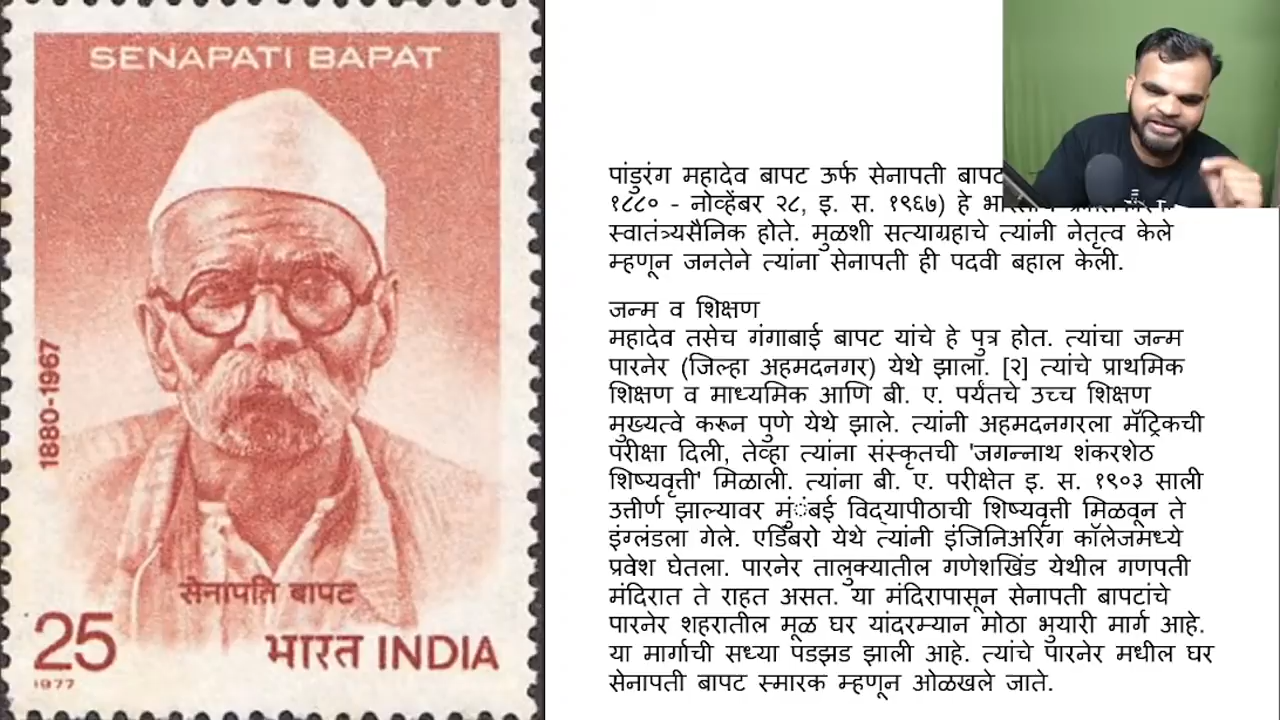 SENAPATI BAPAT
1880-1967
सेनापति बापट
25
भारत INDIA
1977
पांडुरंग महादेव बापट ऊर्फ सेनापती बापट
१८८० - नोव्हेंबर २८, इ. स. १९६७) हे
स्वातंत्र्यसैनिक होते. मुळशी सत्याग्रहाचे त्यांनी नेतृत्व केले
म्हणून जनतेने त्यांना सेनापती ही पदवी बहाल केली.
जन्म व शिक्षण
महादेव तसेच गंगाबाई बापट यांचे हे पुत्र होत. त्यांचा जन्म
पारनेर (जिल्हा अहमदनगर) येथे झाला. [२] त्यांचे प्राथमिक
शिक्षण व माध्यमिक आणि बी. ए. पर्यंतचे उच्च शिक्षण
मुख्यत्वे करून पुणे येथे झाले. त्यांनी अहमदनगरला मॅट्रिकची
परीक्षा दिली, तेव्हा त्यांना संस्कृतची 'जगन्नाथ शंकरशेठ
शिष्यवृत्ती' मिळाली. त्यांना बी. ए. परीक्षेत इ. स. १९०३ साली
उत्तीर्ण झाल्यावर मुंंबई विद्यापीठाची शिष्यवृत्ती मिळवून ते
इंग्लंडला गेले. एडिंबरो येथे त्यांनी इंजिनिअरिंग कॉलेजमध्ये
प्रवेश घेतला. पारनेर तालुक्यातील गणेशखिंड येथील गणपती
मंदिरात ते राहत असत. या मंदिरापासून सेनापती बापटांचे
पारनेर शहरातील मूळ घर यांदरम्यान मोठा भुयारी मार्ग आहे.
या मार्गाची सध्या पडझड झाली आहे. त्यांचे पारनेर मधील घर
सेनापती बापट स्मारक म्हणून ओळखले जाते.